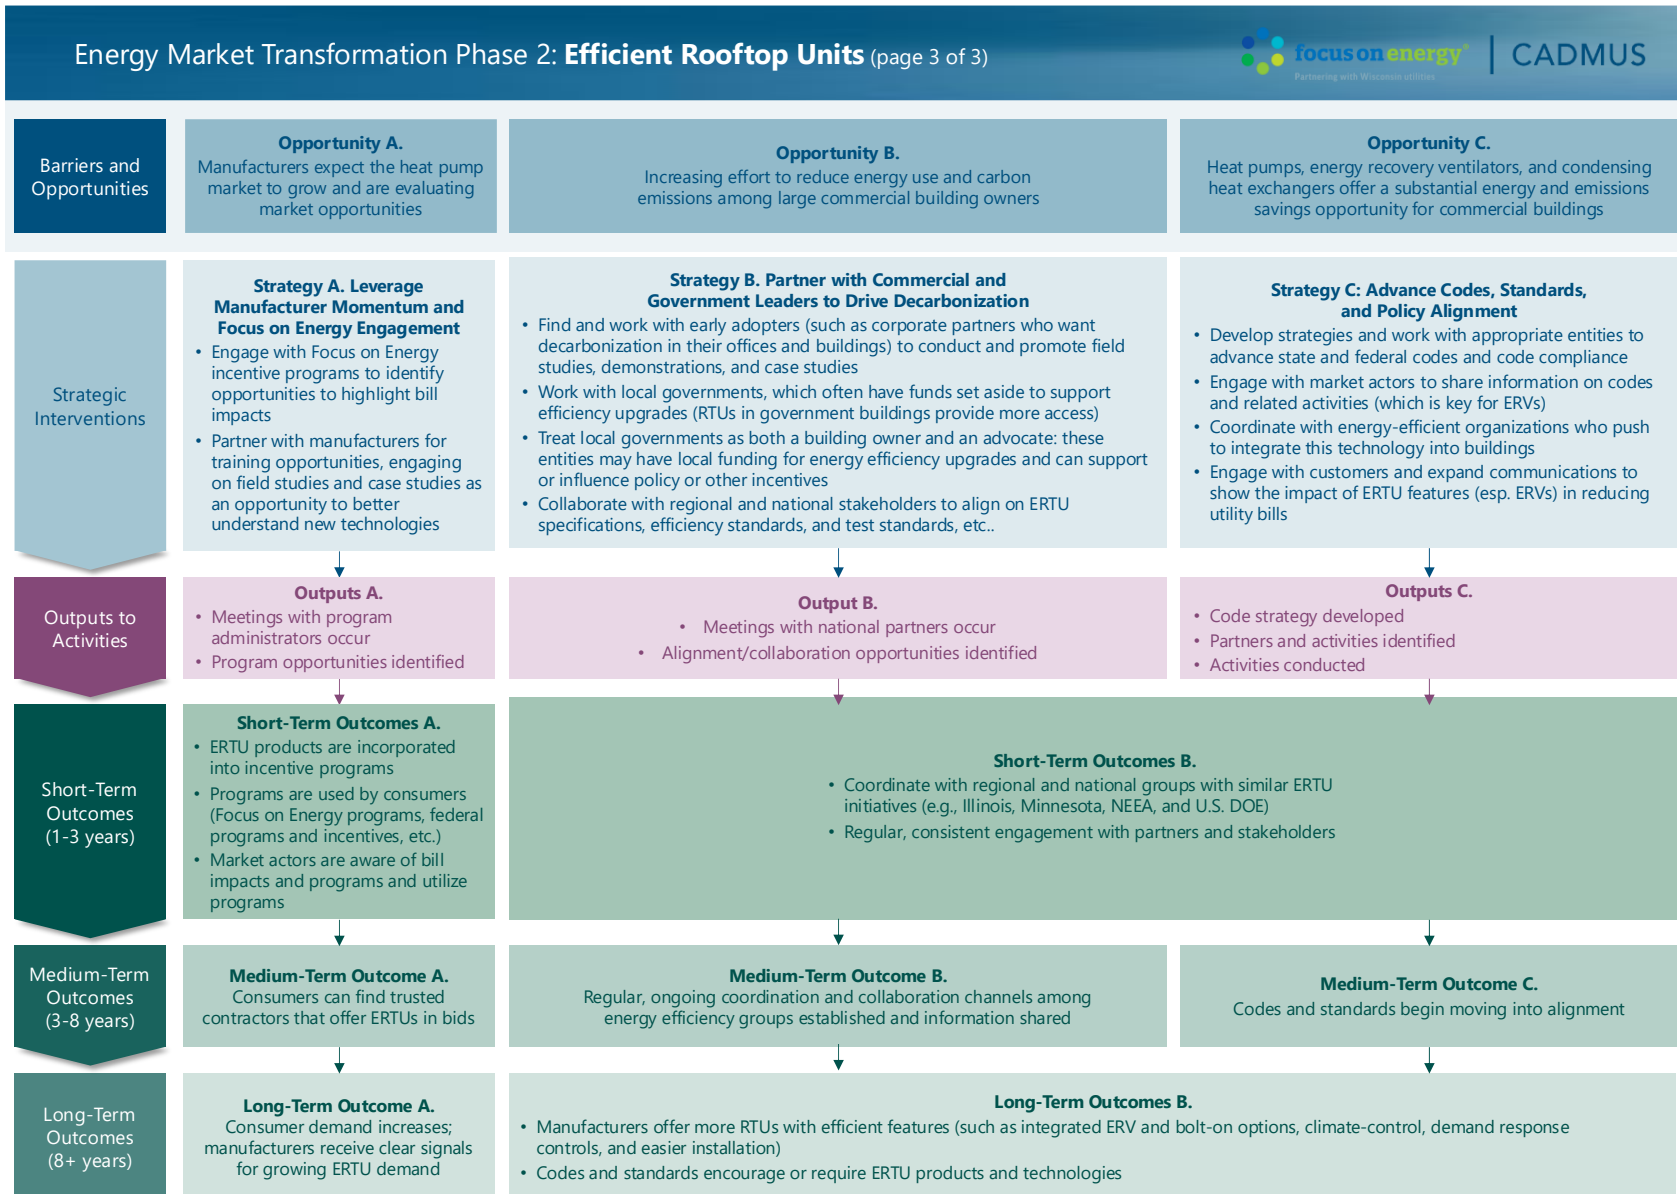 Energy Market Transformation Phase 2: Efficient Rooftop Units (page 3 of 3)
focus on energy®
Partnering with Wisconsin utilities
CADMUS
Barriers and
Opportunities
Opportunity A.
Manufacturers expect the heat pump
market to grow and are evaluating
market opportunities
Opportunity B.
Increasing effort to reduce energy use and carbon
emissions among large commercial building owners
Opportunity C.
Heat pumps, energy recovery ventilators, and condensing
heat exchangers offer a substantial energy and emissions
savings opportunity for commercial buildings
Strategic
Interventions
Strategy A. Leverage
Manufacturer Momentum and
Focus on Energy Engagement
• Engage with Focus on Energy
incentive programs to identify
opportunities to highlight bill
impacts
• Partner with manufacturers for
training opportunities, engaging
on field studies and case studies as
an opportunity to better
understand new technologies
Strategy B. Partner with Commercial and
Government Leaders to Drive Decarbonization
• Find and work with early adopters (such as corporate partners who want
decarbonization in their offices and buildings) to conduct and promote field
studies, demonstrations, and case studies
• Work with local governments, which often have funds set aside to support
efficiency upgrades (RTUs in government buildings provide more access)
• Treat local governments as both a building owner and an advocate: these
entities may have local funding for energy efficiency upgrades and can support
or influence policy or other incentives
• Collaborate with regional and national stakeholders to align on ERTU
specifications, efficiency standards, and test standards, etc..
Strategy C: Advance Codes, Standards,
and Policy Alignment
• Develop strategies and work with appropriate entities to
advance state and federal codes and code compliance
• Engage with market actors to share information on codes
and related activities (which is key for ERVs)
• Coordinate with energy-efficient organizations who push
to integrate this technology into buildings
• Engage with customers and expand communications to
show the impact of ERTU features (esp. ERVs) in reducing
utility bills
Outputs to
Activities
Outputs A.
• Meetings with program
administrators occur
• Program opportunities identified
Output B.
• Meetings with national partners occur
• Alignment/collaboration opportunities identified
Outputs C.
• Code strategy developed
• Partners and activities identified
• Activities conducted
Short-Term
Outcomes
(1-3 years)
Short-Term Outcomes A.
• ERTU products are incorporated
into incentive programs
• Programs are used by consumers
(Focus on Energy programs, federal
programs and incentives, etc.)
• Market actors are aware of bill
impacts and programs and utilize
programs
Short-Term Outcomes B.
• Coordinate with regional and national groups with similar ERTU
initiatives (e.g., Illinois, Minnesota, NEEA, and U.S. DOE)
• Regular, consistent engagement with partners and stakeholders
Medium-Term
Outcomes
(3-8 years)
Medium-Term Outcome A.
Consumers can find trusted
contractors that offer ERTUs in bids
Medium-Term Outcome B.
Regular, ongoing coordination and collaboration channels among
energy efficiency groups established and information shared
Medium-Term Outcome C.
Codes and standards begin moving into alignment
Long-Term
Outcomes
(8+ years)
Long-Term Outcome A.
Consumer demand increases;
manufacturers receive clear signals
for growing ERTU demand
Long-Term Outcomes B.
• Manufacturers offer more RTUs with efficient features (such as integrated ERV and bolt-on options, climate-control, demand response
controls, and easier installation)
• Codes and standards encourage or require ERTU products and technologies